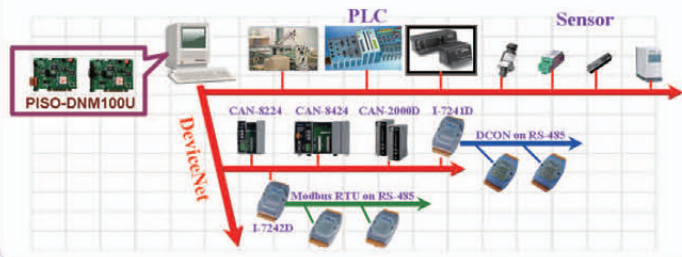 PLC
Sensor
PISO-DNM100U
CAN-8224
CAN-8424
CAN-2000D
I-7241D
DeviceNet
DCON on RS-485
Modbus RTU on RS-485
I-7242D